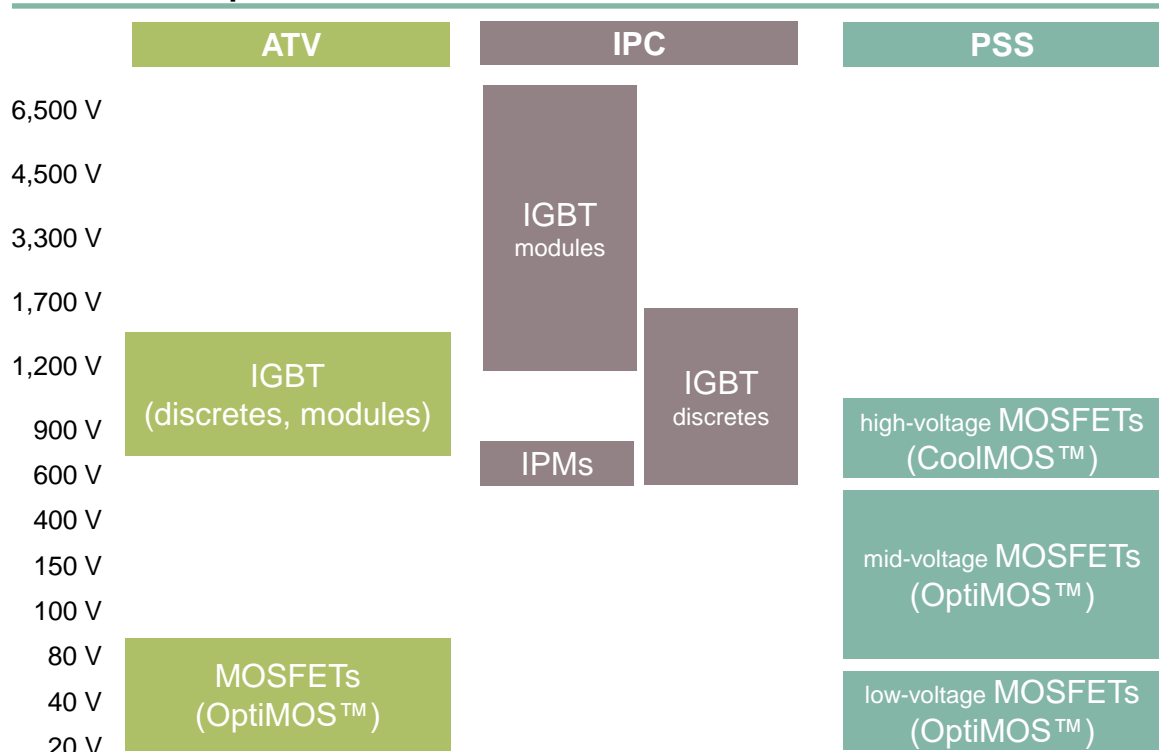 ATV
IPC
PSS
6,500 V
4,500 V
3,300 V
1,700 V
1,200 V
900 V
600 V
400 V
150 V
100 V
80 V
40 V
20 V
IGBT
(discretes, modules)
MOSFETs
(OptiMOS™)
IGBT
modules
IPMs
IGBT
discretes
high-voltage MOSFETs
(CoolMOS™)
mid-voltage MOSFETs
(OptiMOS™)
low-voltage MOSFETs
(OptiMOS™)